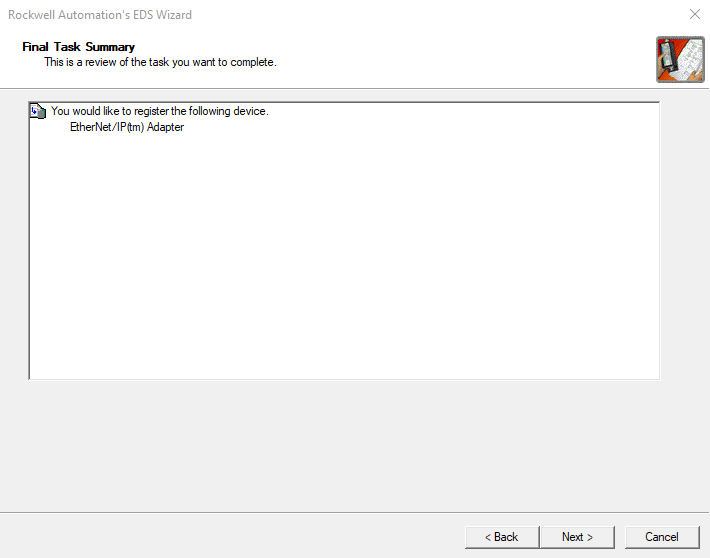 Rockwell Automation's EDS Wizard
Final Task Summary
This is a review of the task you want to complete.
You would like to register the following device.
EtherNet/IP(tm) Adapter
< Back
Next >
Cancel